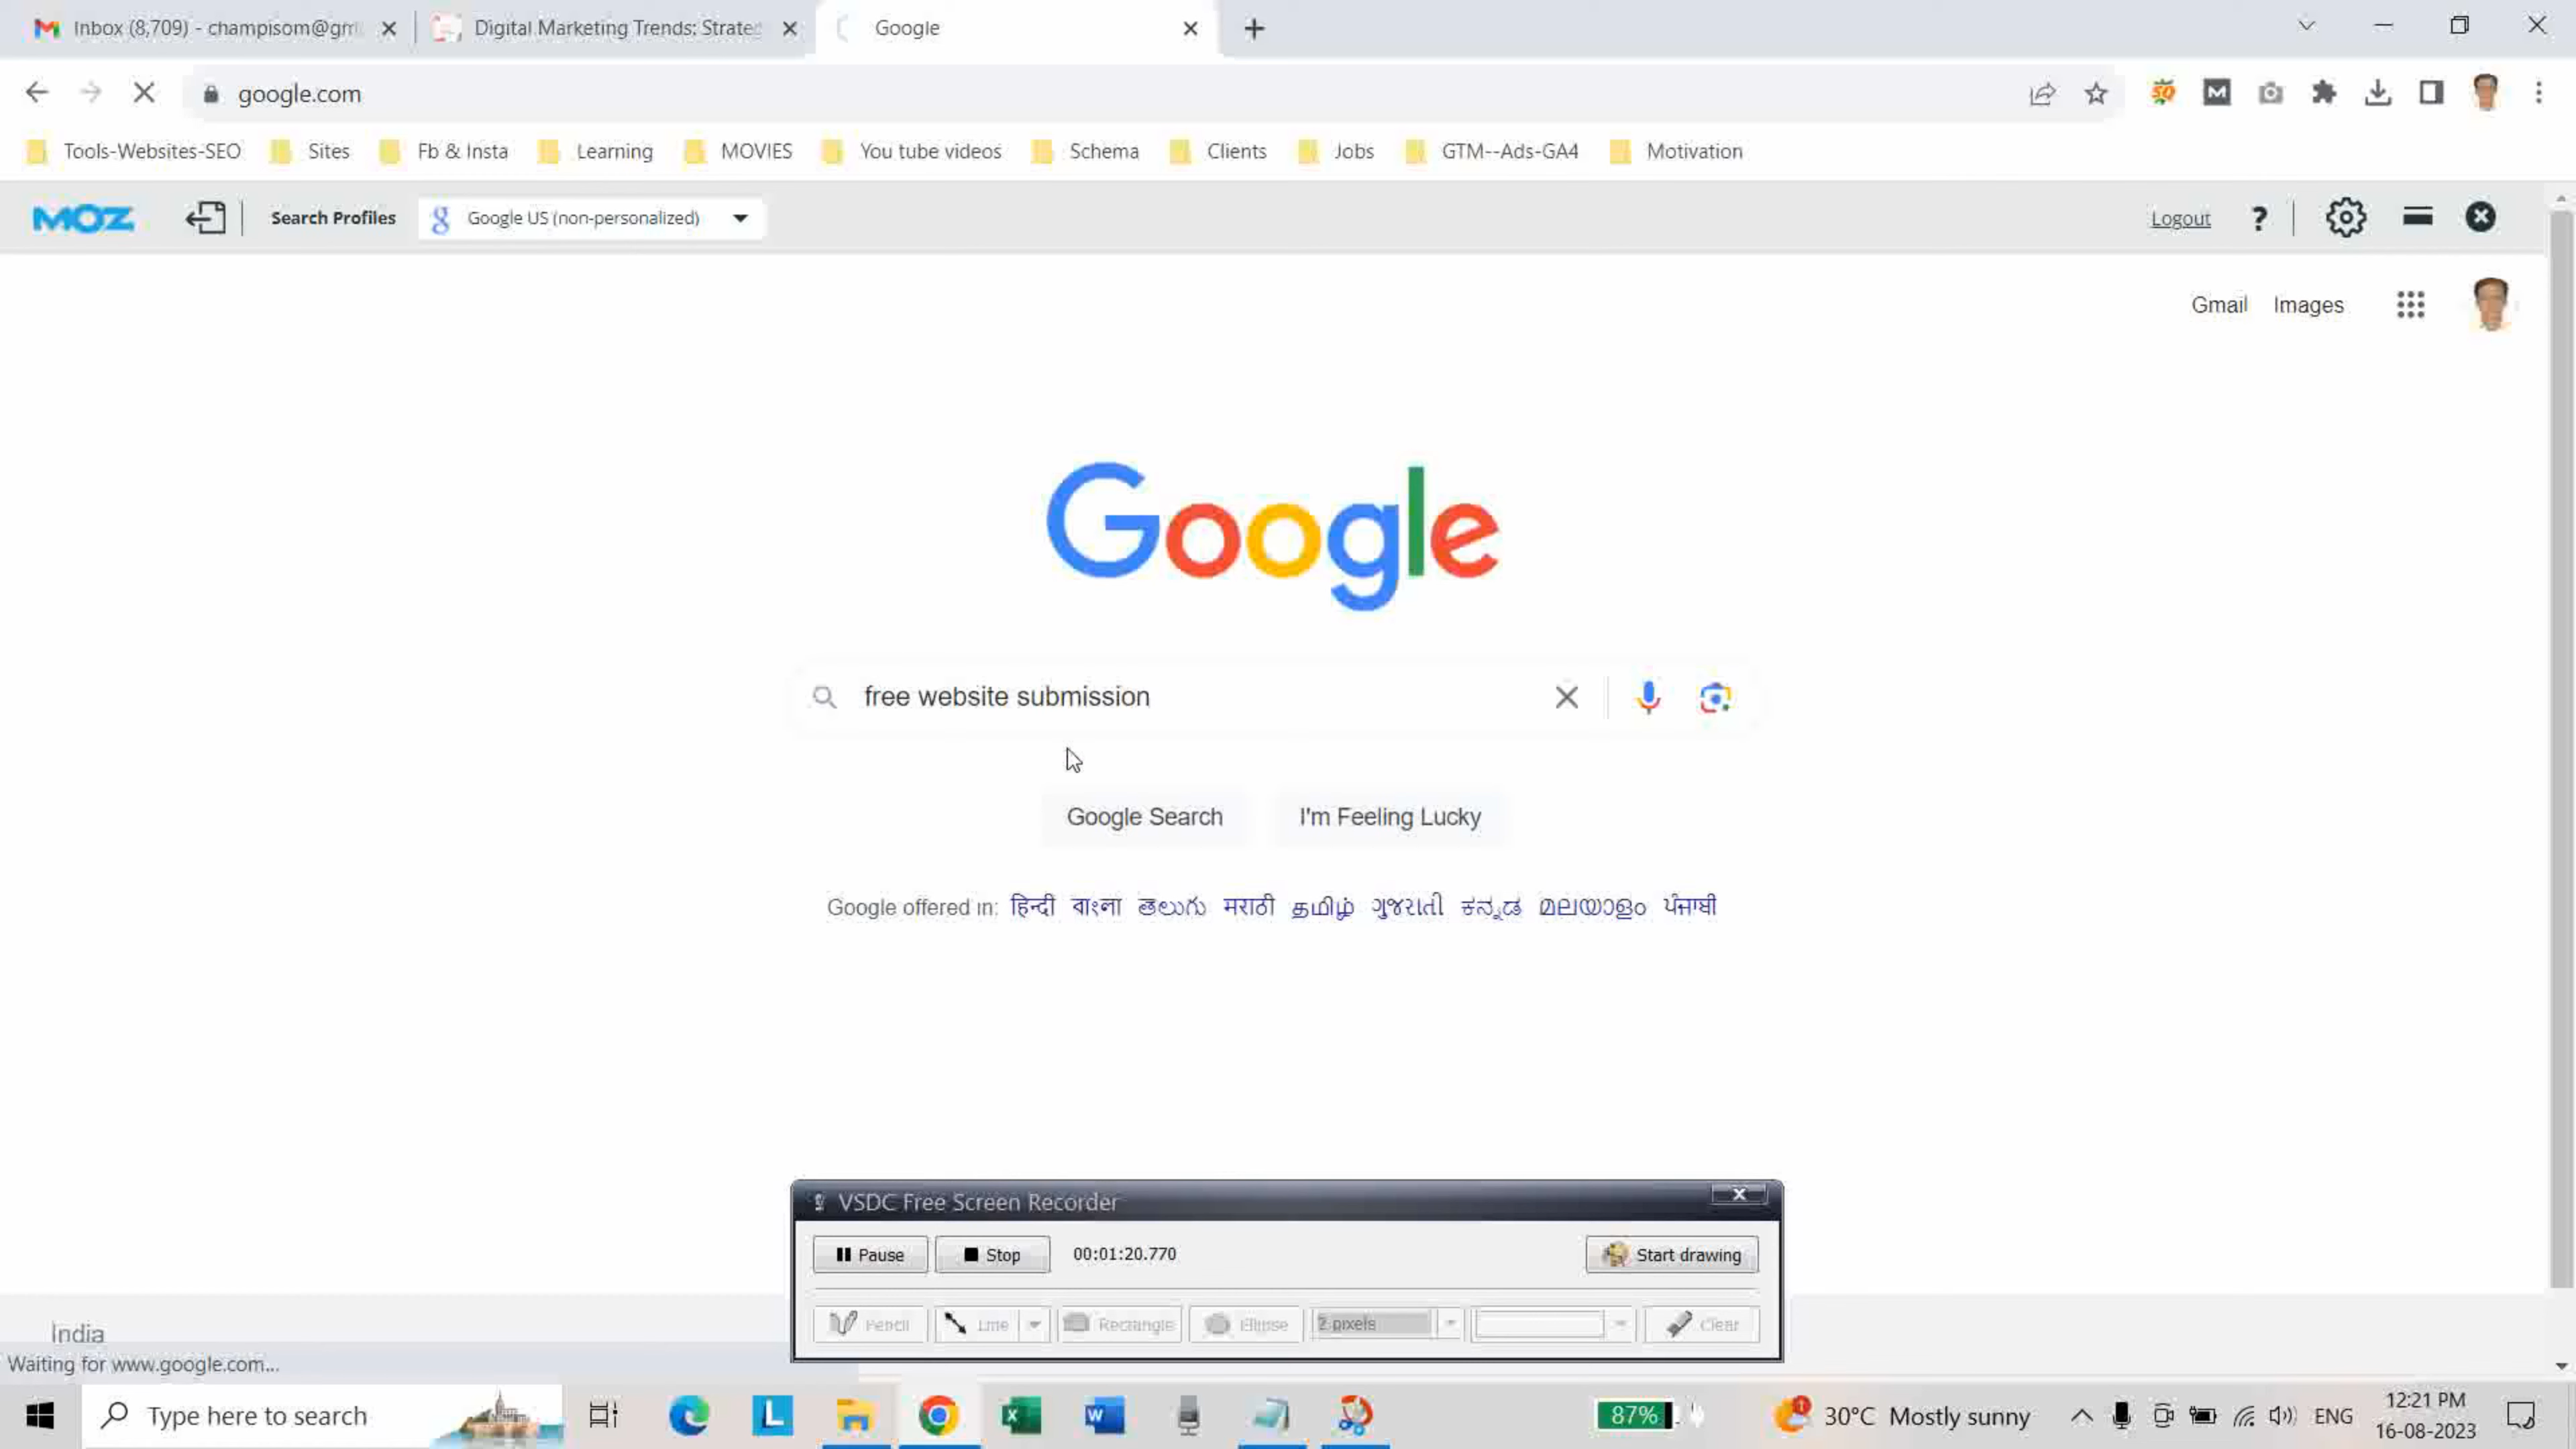 Inbox (8,709) - champisom@gm
Digital Marketing Trends: Strate
Google
google.com
Tools-Websites-SEO
Sites
Fb & Insta
Learning
MOVIES
You tube videos
Schema
Clients
Jobs
GTM--Ads-GA4
Motivation
MOZ
Search Profiles
Google US (non-personalized)
Logout
?
Gmail
Images
Google
free website submission
Google Search
I'm Feeling Lucky
Google offered in: हिन्दी বাংলা తెలుగు मराठी தமிழ் ગુજરાતી ಕನ್ನಡ മലയാളം ਪੰਜਾਬੀ
VSDC Free Screen Recorder
Pause
Stop
00:01:20.770
Start drawing
Pencil
Line
Rectangle
Ellipse
2 pixels
Clear
India
Waiting for www.google.com...
Type here to search
87%
30°C Mostly sunny
ENG
12:21 PM
16-08-2023